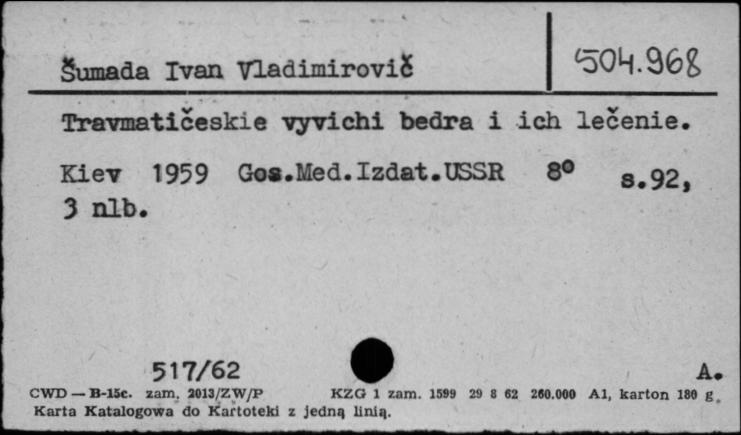 Šumada Ivan Vladimirovič 504.968
Travmatičeskie vyvichi bedra i ich lečenie.
Kiev 1959 Gos.Med.Izdat.USSR 8° s.92,
3 nlb.
517/62 A.
CWD — B-15c. zam. 2013/ZW/P KZG 1 zam. 1599 29 8 62 260.000 A1, karton 180 g.
Karta Katalogowa do Kartoteki z jedną linią.